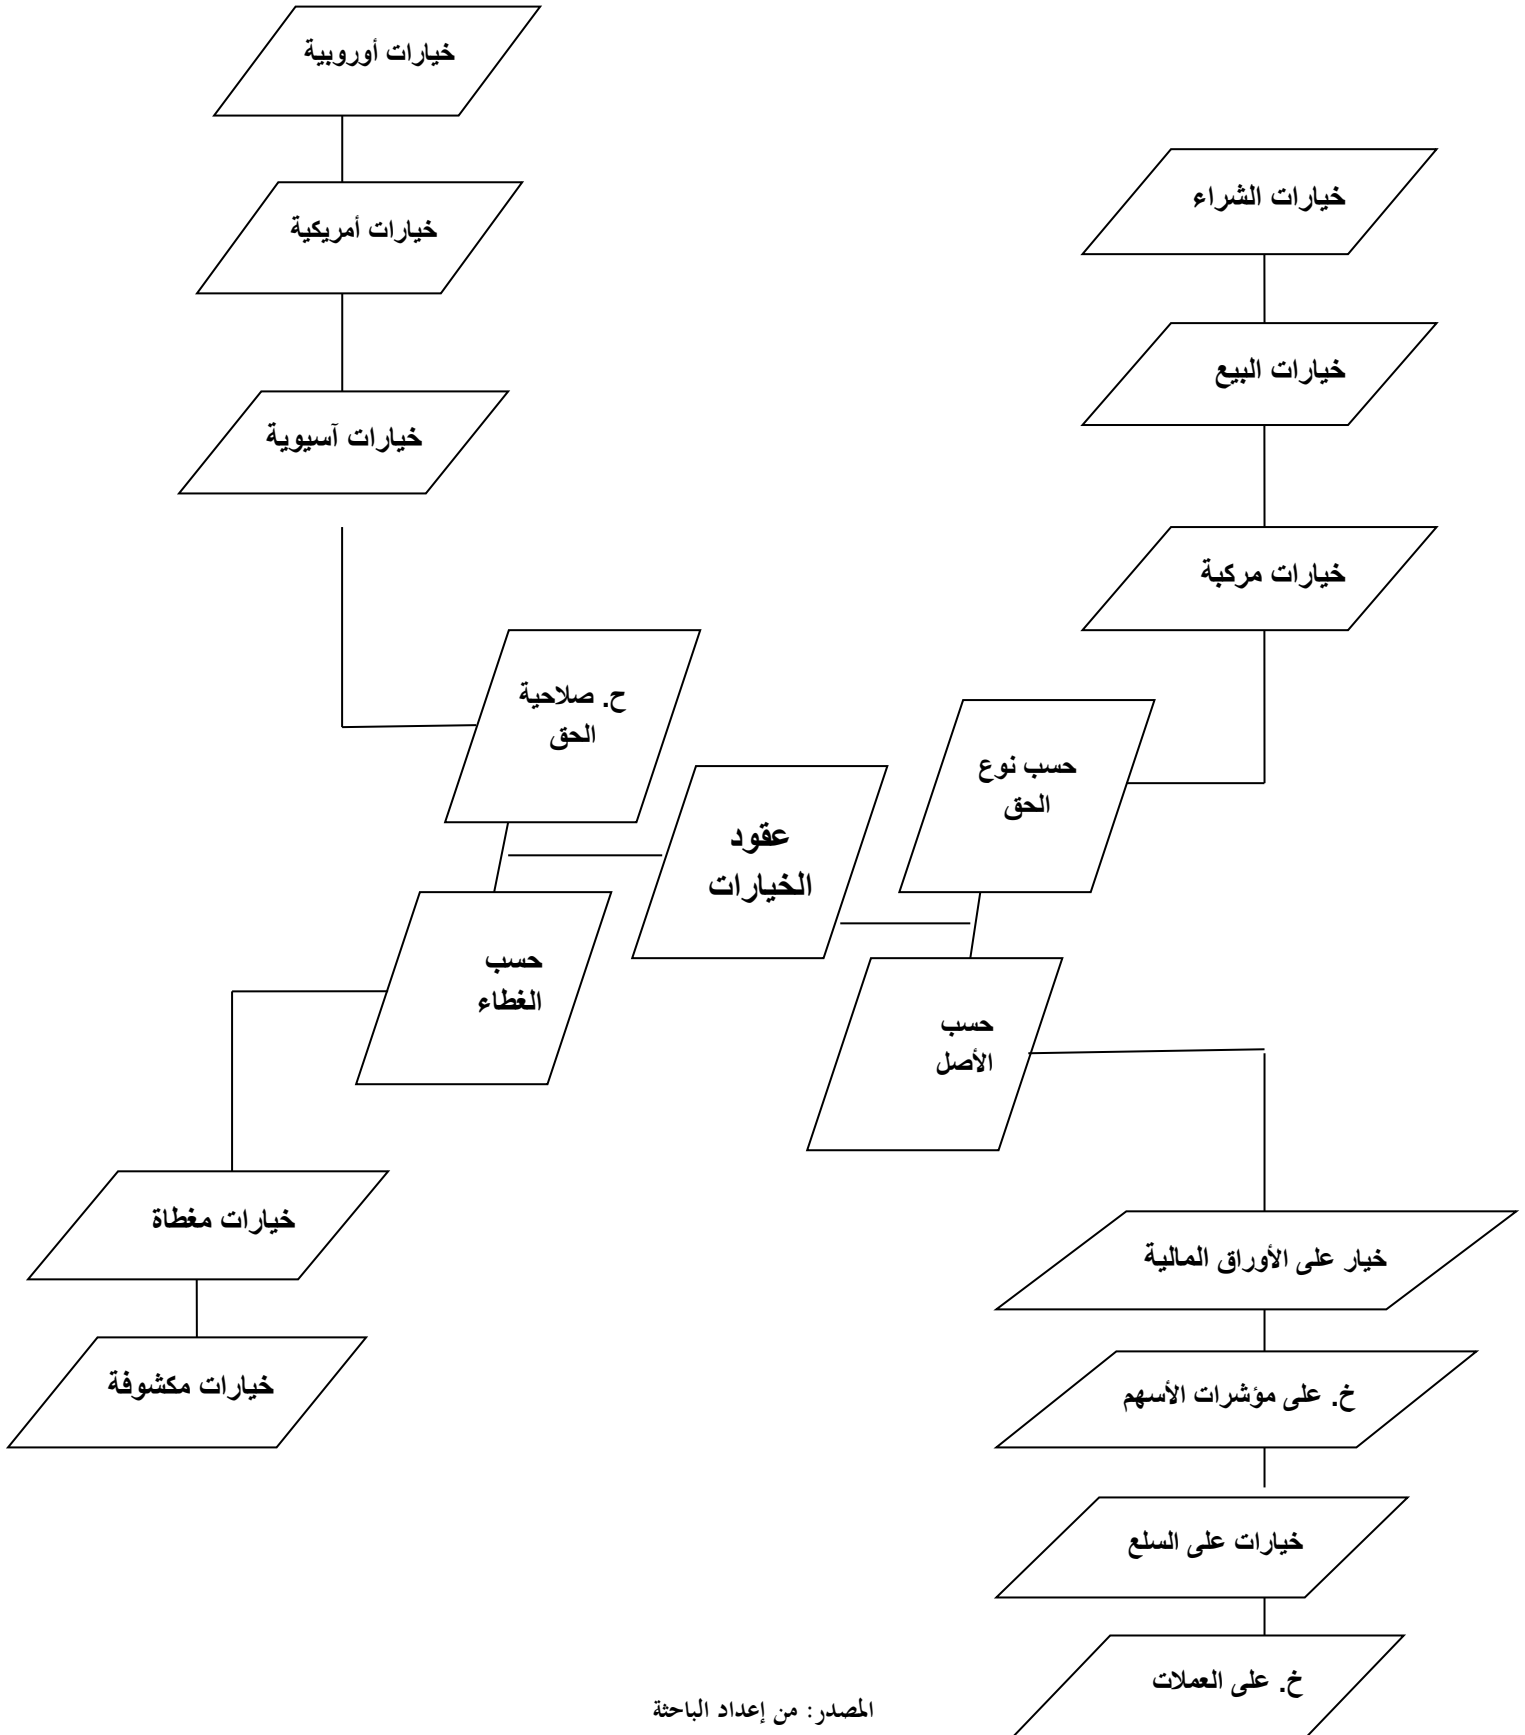 خيارات أوروبية
خيارات أمريكية
خيارات آسيوية
خيارات الشراء
خيارات البيع
خيارات مركبة
ح. صلاحية
الحق
حسب نوع
الحق
عقود
الخيارات
حسب
الغطاء
حسب
الأصل
خيارات مغطاة
خيارات مكشوفة
خيار على الأوراق المالية
خ. على مؤشرات الأسهم
خيارات على السلع
خ. على العملات
المصدر: من إعداد الباحثة